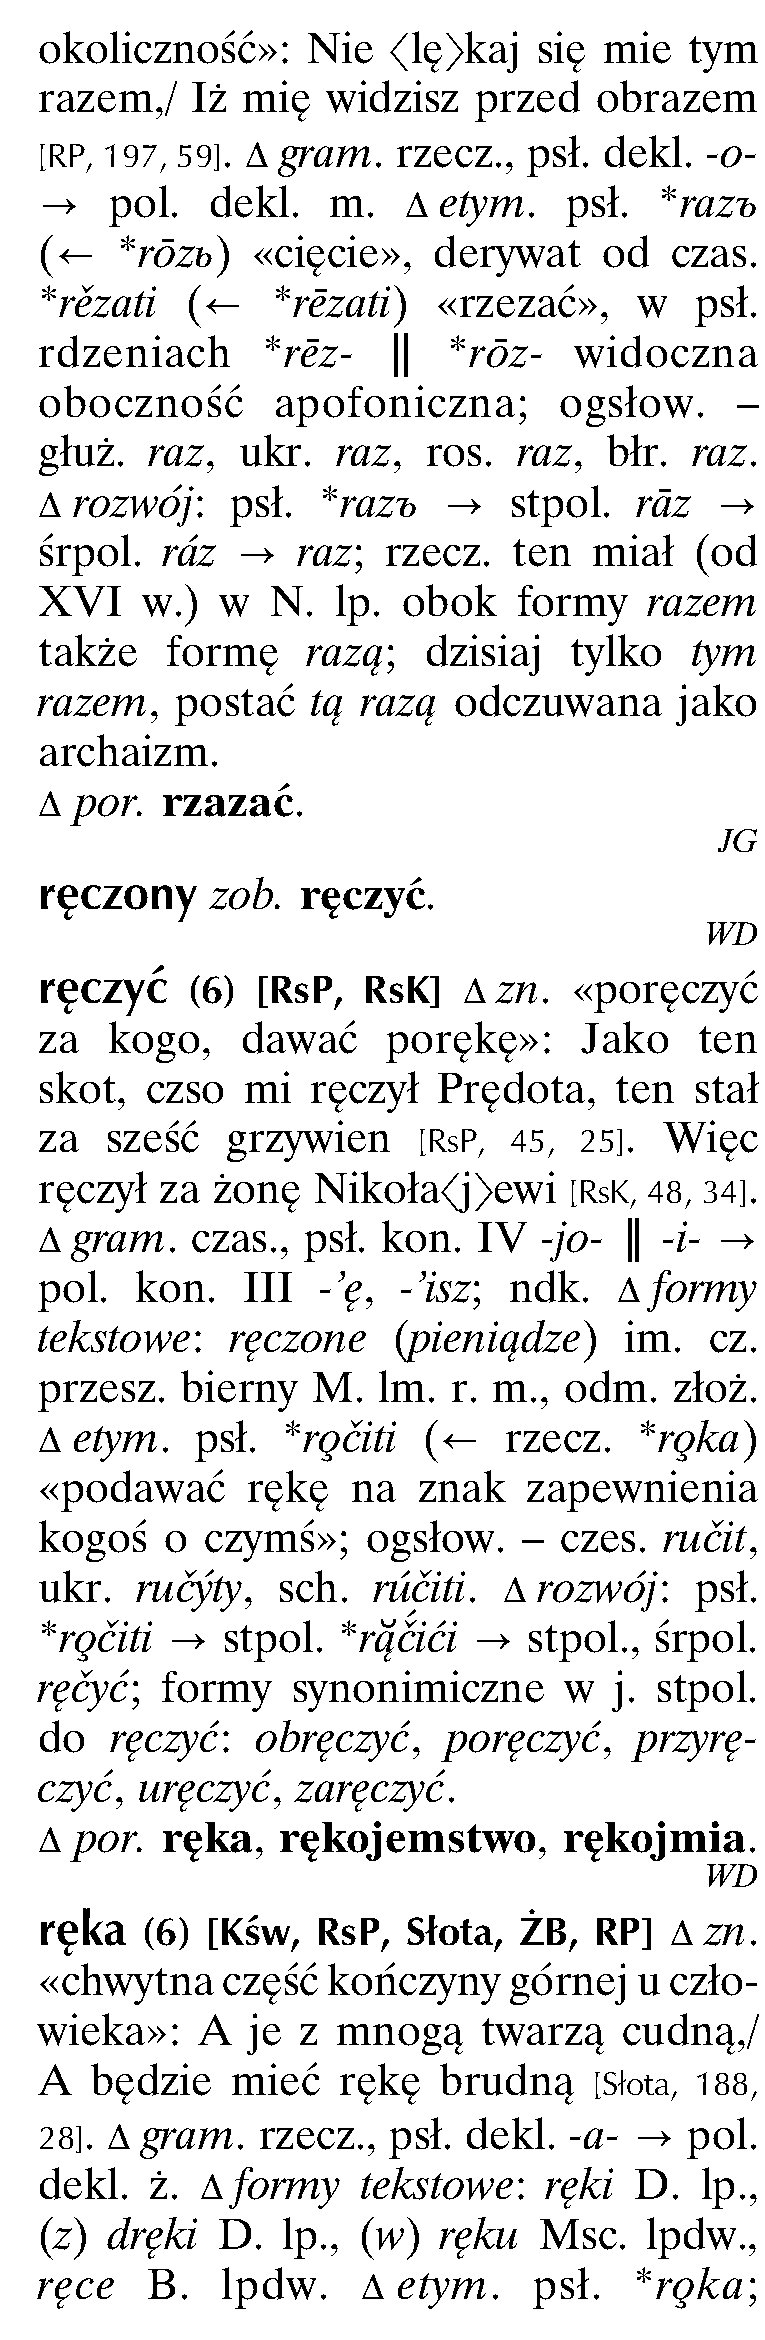 okoliczność»: Nie 〈lę〉kaj się mie tym
razem,/ Iż mię widzisz przed obrazem
[RP, 197, 59]. Δ gram. rzecz., psł. dekl. -o-
→ pol. dekl. m. Δ etym. psł. *razъ
(← *rōzъ) «cięcie», derywat od czas.
*rězati (← *rēzati) «rzezać», w psł.
rdzeniach *rēz- || *rōz- widoczna
oboczność apofoniczna; ogsłow. –
głuż. raz, ukr. raz, ros. raz, błr. raz.
Δ rozwój: psł. *razъ → stpol. rāz →
śrpol. ráz → raz; rzecz. ten miał (od
XVI w.) w N. lp. obok formy razem
także formę razą; dzisiaj tylko tym
razem, postać tą razą odczuwana jako
archaizm.
Δ por. rzazać.
JG
ręczony zob. ręczyć.
WD
ręczyć (6) [RsP, RsK] Δ zn. «poręczyć
za kogo, dawać porękę»: Jako ten
skot, czso mi ręczył Prędota, ten stał
za sześć grzywien [RsP, 45, 25]. Więc
ręczył za żonę Nikoła〈j〉ewi [RsK, 48, 34].
Δ gram. czas., psł. kon. IV -jo- || -i- →
pol. kon. III -’ę, -’isz; ndk. Δ formy
tekstowe: ręczone (pieniądze) im. cz.
przesz. bierny M. lm. r. m., odm. złoż.
Δ etym. psł. *rǫčiti (← rzecz. *rǫka)
«podawać rękę na znak zapewnienia
kogoś o czymś»; ogsłow. – czes. ručit,
ukr. ručýty, sch. rúčiti. Δ rozwój: psł.
*rǫčiti → stpol. *rą̆č́ići → stpol., śrpol.
ręčyć; formy synonimiczne w j. stpol.
do ręczyć: obręczyć, poręczyć, przyrę-
czyć, uręczyć, zaręczyć.
Δ por. ręka, rękojemstwo, rękojmia.
WD
ręka (6) [Kśw, RsP, Słota, ŻB, RP] Δ zn.
«chwytna część kończyny górnej u czło-
wieka»: A je z mnogą twarzą cudną,/
A będzie mieć rękę brudną [Słota, 188,
28]. Δ gram. rzecz., psł. dekl. -a- → pol.
dekl. ż. Δ formy tekstowe: ręki D. lp.,
(z) dręki D. lp., (w) ręku Msc. lpdw.,
ręce B. lpdw. Δ etym. psł. *rǫka;